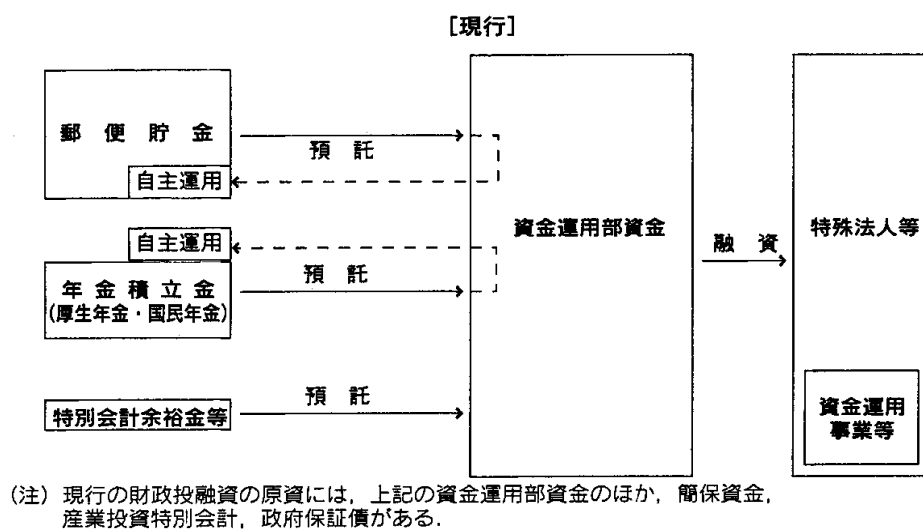 [現行]
郵便貯金
預託
自主運用
資金運用部資金
融資
特殊法人等
自主運用
年金積立金
(厚生年金・国民年金)
預託
特別会計余裕金等
預託
資金運用
事業等
(注) 現行の財政投融資の原資には，上記の資金運用部資金のほか，簡保資金，
産業投資特別会計，政府保証債がある．